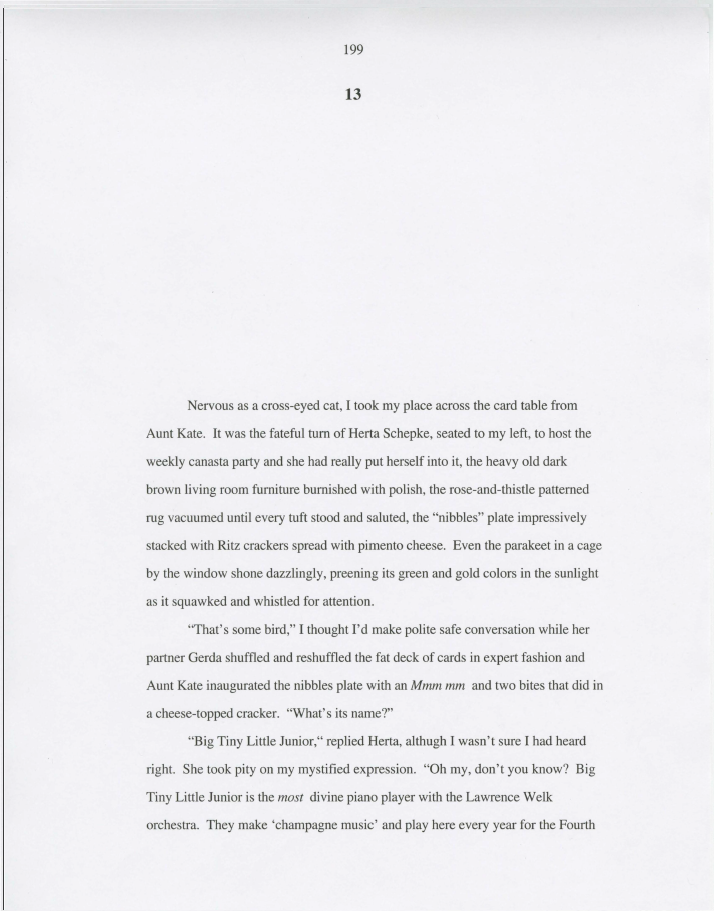 199
13
Nervous as a cross-eyed cat, I took my place across the card table from
Aunt Kate.  It was the fateful turn of Herta Schepke, seated to my left, to host the
weekly canasta party and she had really put herself into it, the heavy old dark
brown living room furniture burnished with polish, the rose-and-thistle patterned
rug vacuumed until every tuft stood and saluted, the “nibbles” plate impressively
stacked with Ritz crackers spread with pimento cheese.  Even the parakeet in a cage
by the window shone dazzlingly, preening its green and gold colors in the sunlight
as it squawked and whistled for attention.
“That’s some bird,” I thought I’d make polite safe conversation while her
partner Gerda shuffled and reshuffled the fat deck of cards in expert fashion and
Aunt Kate inaugurated the nibbles plate with an Mmm mm  and two bites that did in
a cheese-topped cracker.  “What’s its name?”
“Big Tiny Little Junior,“ replied Herta, althugh I wasn’t sure I had heard
right.  She took pity on my mystified expression.  “Oh my, don’t you know?  Big
Tiny Little Junior is the most  divine piano player with the Lawrence Welk
orchestra.  They make ‘champagne music’ and play here every year for the Fourth